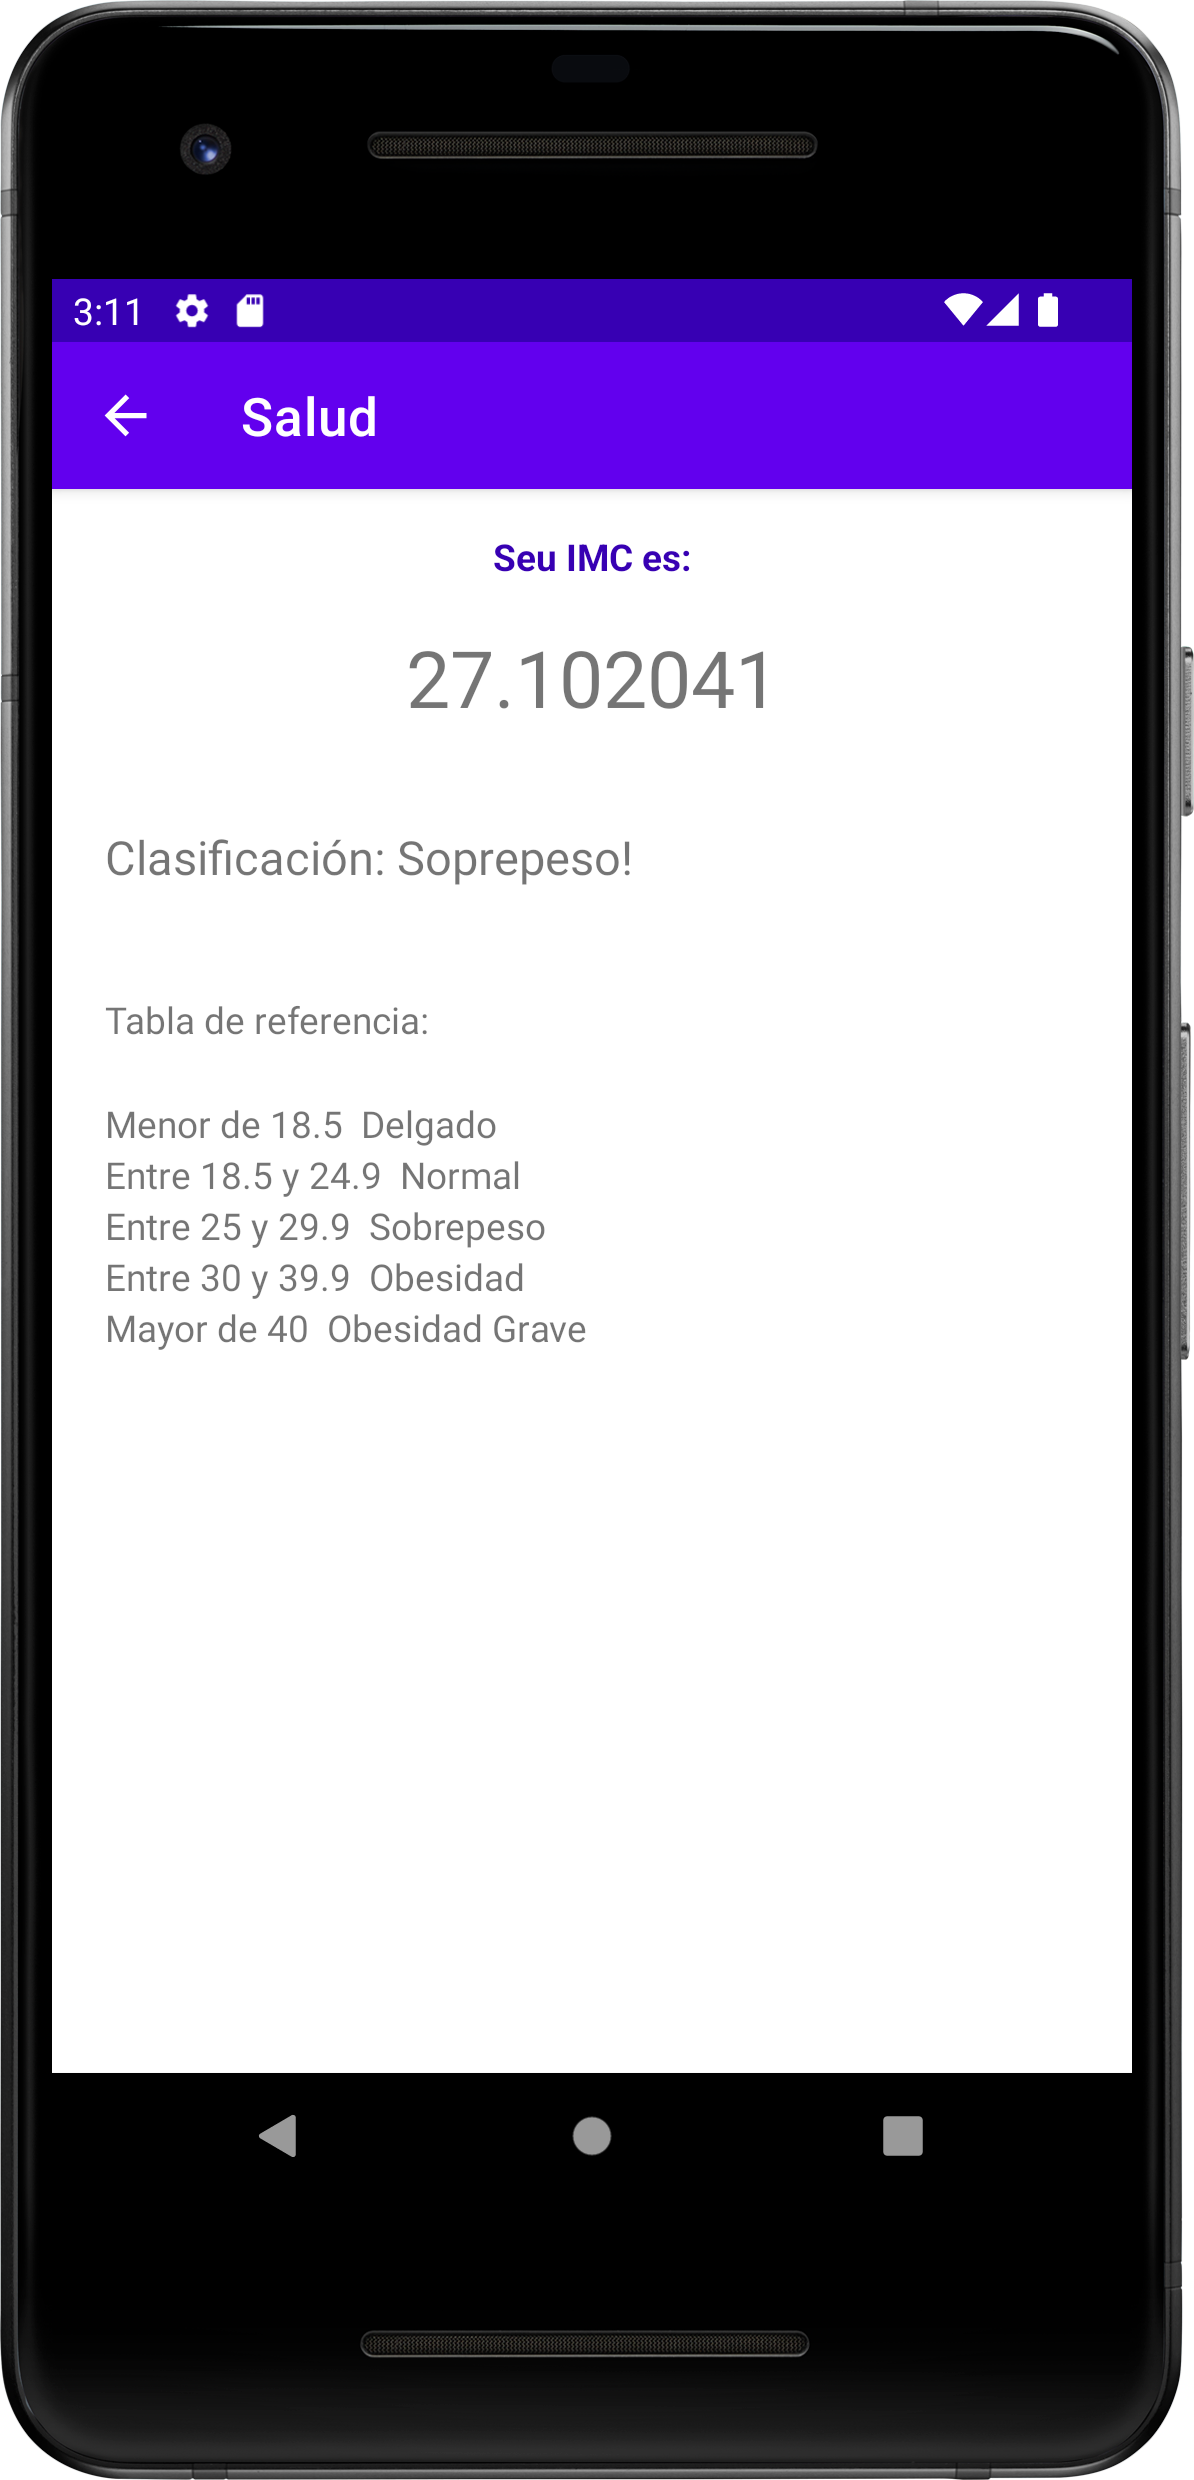 3:11
Salud
Seu IMC es:
27.102041
Clasificación: Soprepeso!
Tabla de referencia:
Menor de 18.5  Delgado
Entre 18.5 y 24.9  Normal
Entre 25 y 29.9  Sobrepeso
Entre 30 y 39.9  Obesidad
Mayor de 40  Obesidad Grave